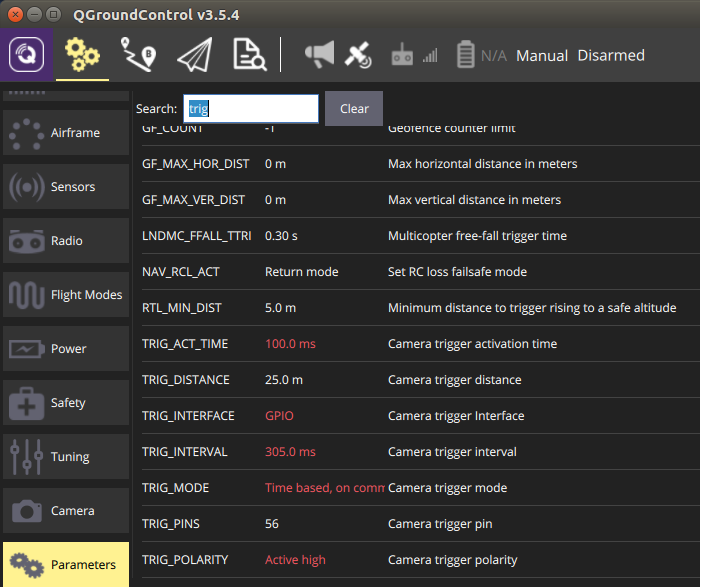 QGroundControl v3.5.4
N/A Manual Disarmed
Search: trig Clear
GF_COUNT -1 Geofence counter limit
Airframe
GF_MAX_HOR_DIST 0 m Max horizontal distance in meters
Sensors
GF_MAX_VER_DIST 0 m Max vertical distance in meters
Radio
LNDMC_FFALL_TTRI 0.30 s Multicopter free-fall trigger time
NAV_RCL_ACT Return mode Set RC loss failsafe mode
Flight Modes
RTL_MIN_DIST 5.0 m Minimum distance to trigger rising to a safe altitude
Power
TRIG_ACT_TIME 100.0 ms Camera trigger activation time
TRIG_DISTANCE 25.0 m Camera trigger distance
Safety
TRIG_INTERFACE GPIO Camera trigger Interface
Tuning
TRIG_INTERVAL 305.0 ms Camera trigger interval
TRIG_MODE Time based, on comm Camera trigger mode
Camera
TRIG_PINS 56 Camera trigger pin
Parameters
TRIG_POLARITY Active high Camera trigger polarity